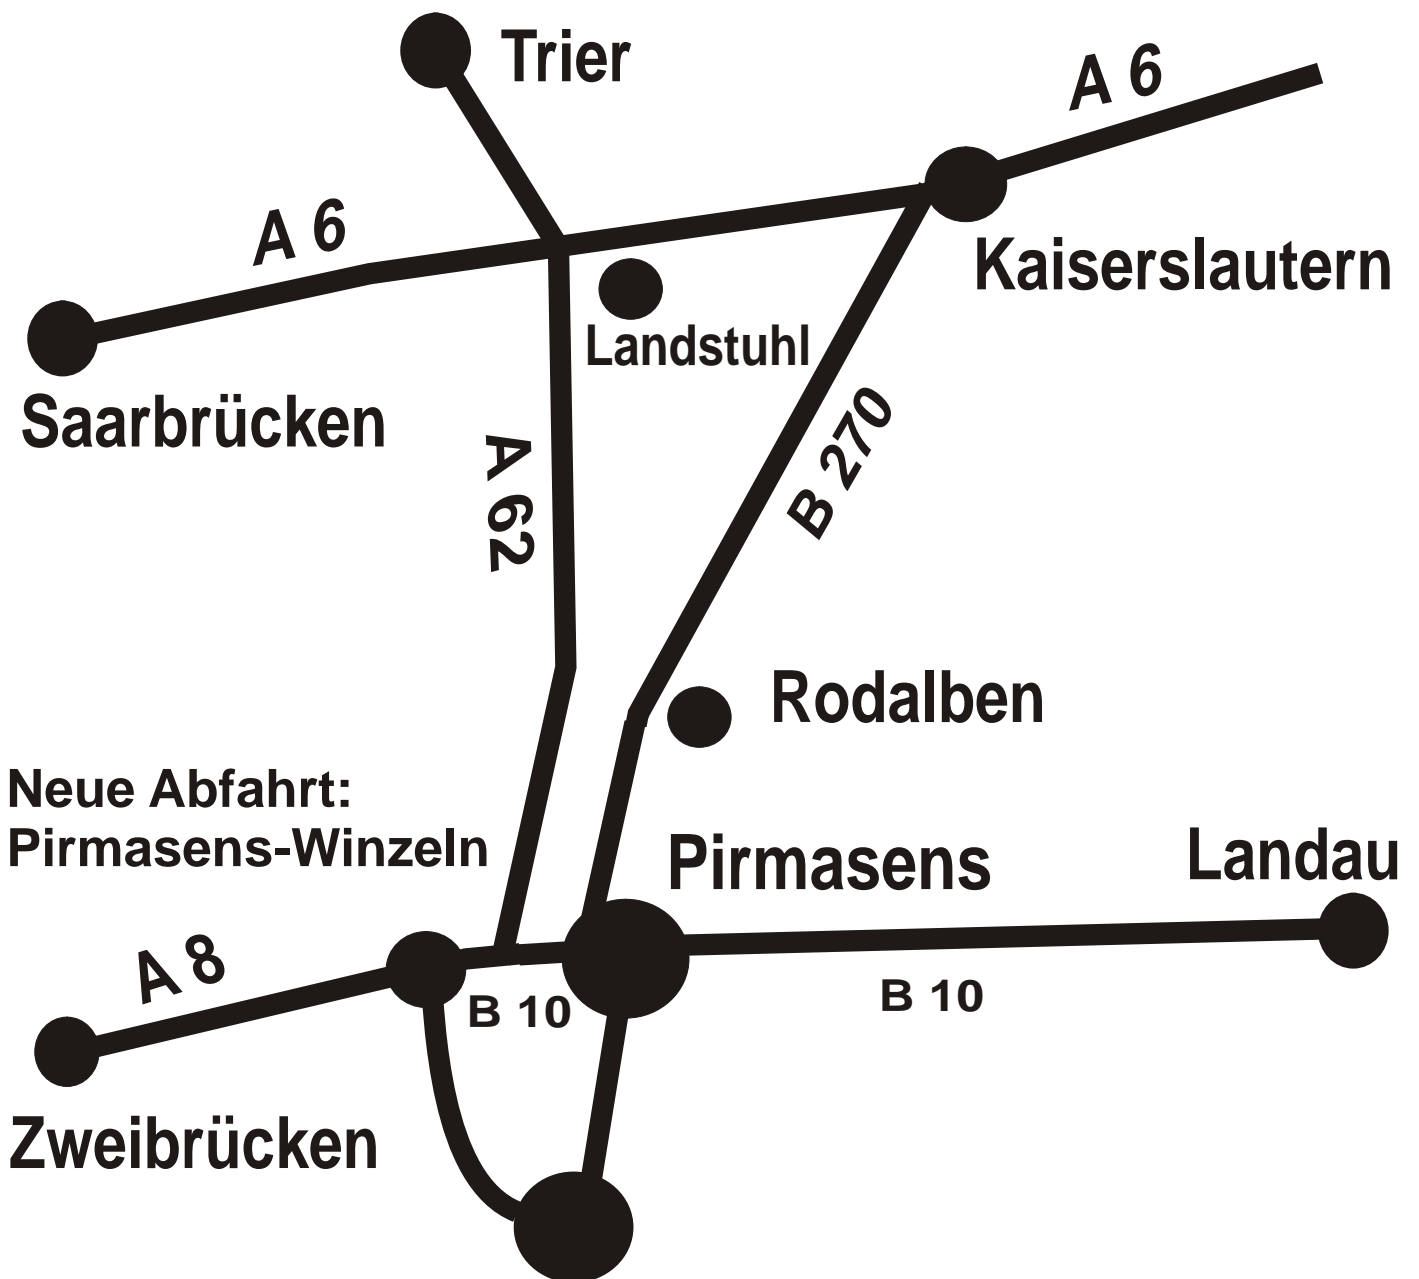 Trier
A 6
A 6
Kaiserslautern
Landstuhl
Saarbrücken
A 62
B 270
Rodalben
Neue Abfahrt:
Pirmasens-Winzeln
Pirmasens
Landau
A 8
B 10
B 10
Zweibrücken